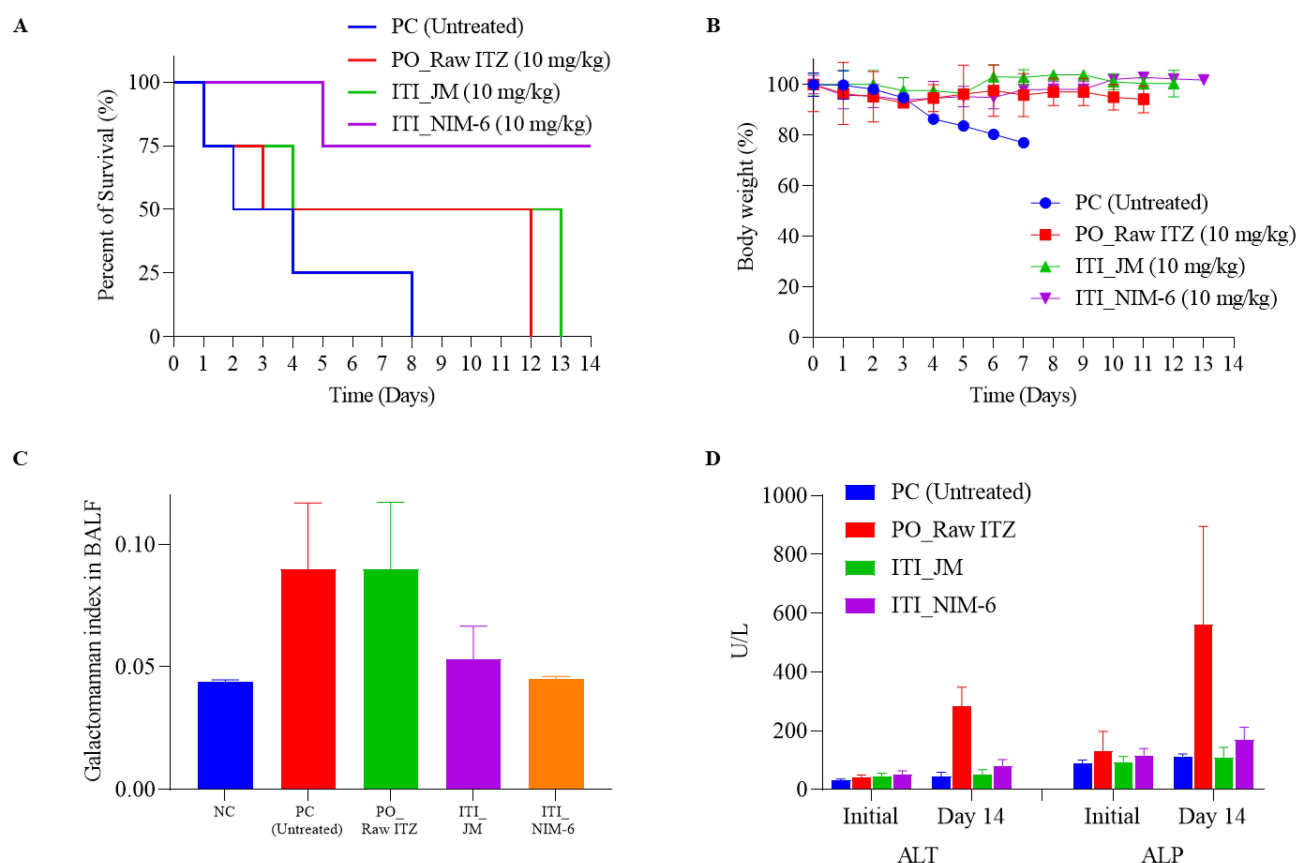 A
PC (Untreated)
PO_Raw ITZ (10 mg/kg)
ITI_JM (10 mg/kg)
ITI_NIM-6 (10 mg/kg)
Percemt of Survival (%)
100
75
50
25
0
0 1 2 3 4 5 6 7 8 9 10 11 12 13 14
Time (Days)
B
Body weight (%)
100
80
60
40
20
0
PC (Untreated)
PO_Raw ITZ (10 mg/kg)
ITI_JM (10 mg/kg)
ITI_NIM-6 (10 mg/kg)
0 1 2 3 4 5 6 7 8 9 10 11 12 13 14
Time (Days)
C
Galactomannan index in BALF
0.10
0.05
0.00
NC PC PO_ ITI_ ITI_
(Untreated) Raw ITZ JM NIM-6
D
PC (Untreated)
PO_Raw ITZ
ITI_JM
ITI_NIM-6
U/L
1000
800
600
400
200
0
Initial Day 14 Initial Day 14
ALT ALP